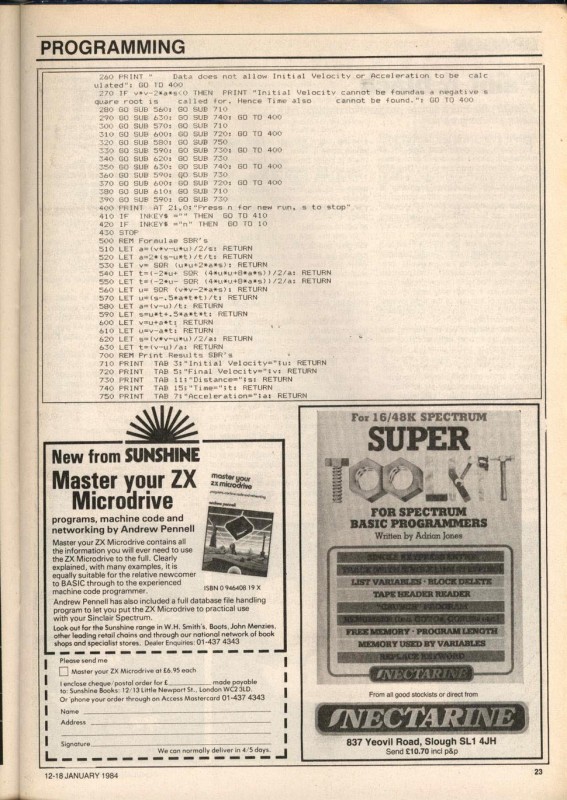 PROGRAMMING
260 PRINT "     Data does not allow Initial Velocity or Acceleration to be  calc
ulated": GO TO 400
270 IF v*v-2*a*s<0 THEN  PRINT "Initial Velocity cannot be foundas a negative s
quare root is     called for. Hence Time also     cannot be found.": GO TO 400
280 GO SUB 560: GO SUB 710
290 GO SUB 630: GO SUB 740: GO TO 400
300 GO SUB 570: GO SUB 710
310 GO SUB 600: GO SUB 720: GO TO 400
320 GO SUB 580: GO SUB 750
330 GO SUB 590: GO SUB 730: GO TO 400
340 GO SUB 620: GO SUB 730
350 GO SUB 630: GO SUB 740: GO TO 400
360 GO SUB 590: GO SUB 730
370 GO SUB 600: GO SUB 720: GO TO 400
380 GO SUB 610: GO SUB 710
390 GO SUB 590: GO SUB 730
400 PRINT  AT 21,0;"Press n for new run, s to stop"
410 IF  INKEY$ ="" THEN  GO TO 410
420 IF  INKEY$ ="n" THEN  GO TO 10
430 STOP
500 REM Formulae SBR's
510 LET a=(v*v-u*u)/2/s: RETURN
520 LET a=2*(s-u*t)/t/t: RETURN
530 LET v= SQR (u*u+2*a*s): RETURN
540 LET t=(-2*u+ SQR (4*u*u+8*a*s))/2/a: RETURN
550 LET t=(-2*u- SQR (4*u*u+8*a*s))/2/a: RETURN
560 LET u= SQR (v*v-2*a*s): RETURN
570 LET u=(s-.5*a*t*t)/t: RETURN
580 LET a=(v-u)/t: RETURN
590 LET s=u*t+.5*a*t*t: RETURN
600 LET v=u+a*t: RETURN
610 LET u=v-a*t: RETURN
620 LET s=(v*v-u*u)/2/a: RETURN
630 LET t=(v-u)/a: RETURN
700 REM Print Results SBR's
710 PRINT  TAB 3;"Initial Velocity=";u: RETURN
720 PRINT  TAB 5;"Final Velocity=";v: RETURN
730 PRINT  TAB 11;"Distance=";s: RETURN
740 PRINT  TAB 15;"Time=";t: RETURN
750 PRINT  TAB 7;"Acceleration=";a: RETURN
New from SUNSHINE
Master your ZX
Microdrive
programs, machine code and
networking by Andrew Pennell
Master your ZX Microdrive contains all
the information you will ever need to use
the ZX Microdrive to the full. Clearly
explained, with many examples, it is
equally suitable for the relative newcomer
to BASIC through to the experienced
machine code programmer.
master your
zx microdrive
andrew pennell
ISBN 0 946408 19 X
Andrew Pennell has also included a full database file handling
program to let you put the ZX Microdrive to practical use
with your Sinclair Spectrum.
Look out for the Sunshine range in W.H. Smith's, Boots, John Menzies,
other leading retail chains and through our national network of book
shops and specialist stores. Dealer Enquiries: 01-437 4343
Please send me
Master your ZX Microdrive at £6.95 each
I enclose cheque/postal order for £ made payable
to: Sunshine Books: 12/13 Little Newport St., London WC2 3LD.
Or 'phone your order through on Access Mastercard 01-437 4343
Name
Address
Signature
We can normally deliver in 4/5 days.
For 16/48K SPECTRUM
SUPER
TOOLKIT
FOR SPECTRUM
BASIC PROGRAMMERS
Written by Adrian Jones
LIST VARIABLES · BLOCK DELETE
TAPE HEADER READER
FREE MEMORY · PROGRAM LENGTH
MEMORY USED BY VARIABLES
REPLACE KEYWORD
NECTARINE
From all good stockists or direct from
NECTARINE
837 Yeovil Road, Slough SL1 4JH
Send £10.70 incl p&p
12-18 JANUARY 1984
23